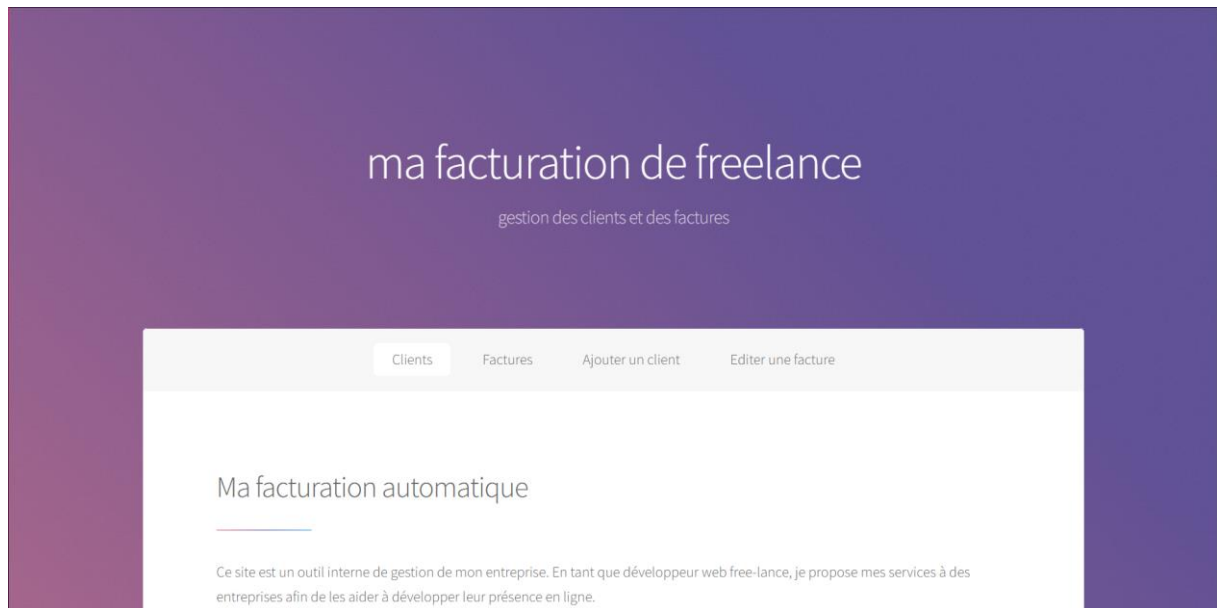 ma facturation de freelance
gestion des clients et des factures
Clients Factures Ajouter un client Editer une facture
Ma facturation automatique
Ce site est un outil interne de gestion de mon entreprise. En tant que développeur web free-lance, je propose mes services à des
entreprises afin de les aider à développer leur présence en ligne.